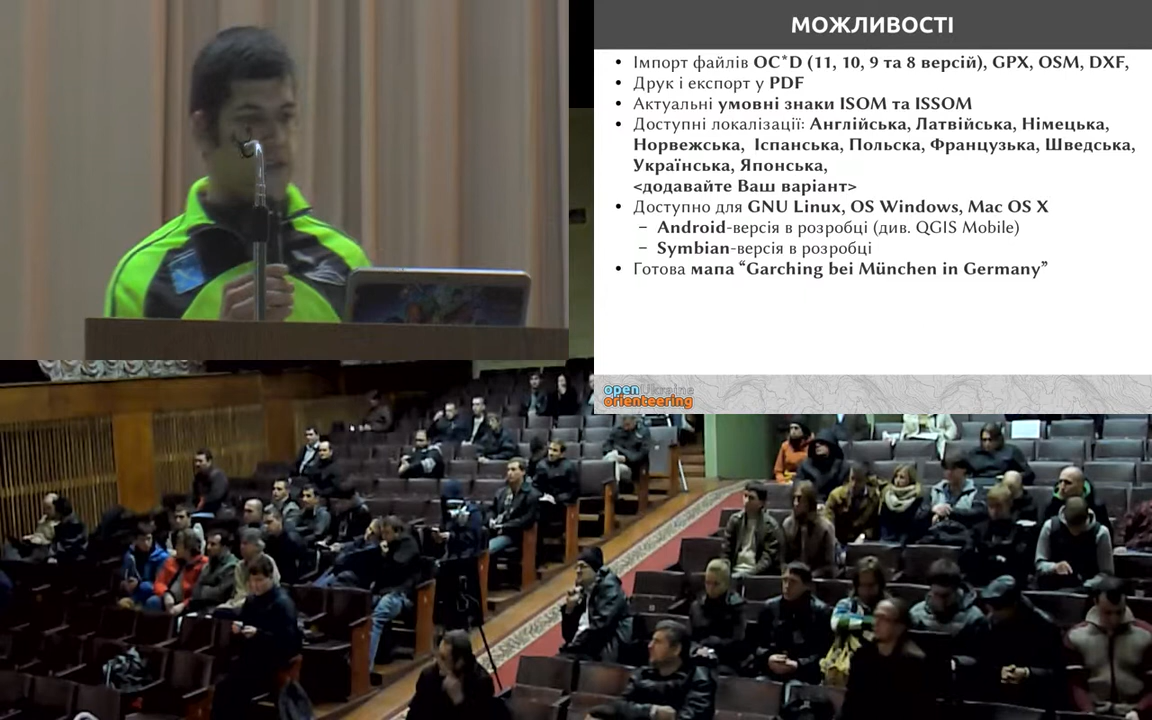 МОЖЛИВОСТІ
• Імпорт файлів OC*D (11, 10, 9 та 8 версій), GPX, OSM, DXF,
• Друк і експорт у PDF
• Актуальні умовні знаки ISOM та ISSOM
• Доступні локалізації: Англійська, Латвійська, Німецька,
Норвежська, Іспанська, Польска, Французька, Шведська,
Українська, Японська,
<додавайте Ваш варіант>
• Доступно для GNU Linux, OS Windows, Mac OS X
– Android-версія в розробці (див. QGIS Mobile)
– Symbian-версія в розробці
• Готова мапа “Garching bei München in Germany”
open Ukraine
orienteering